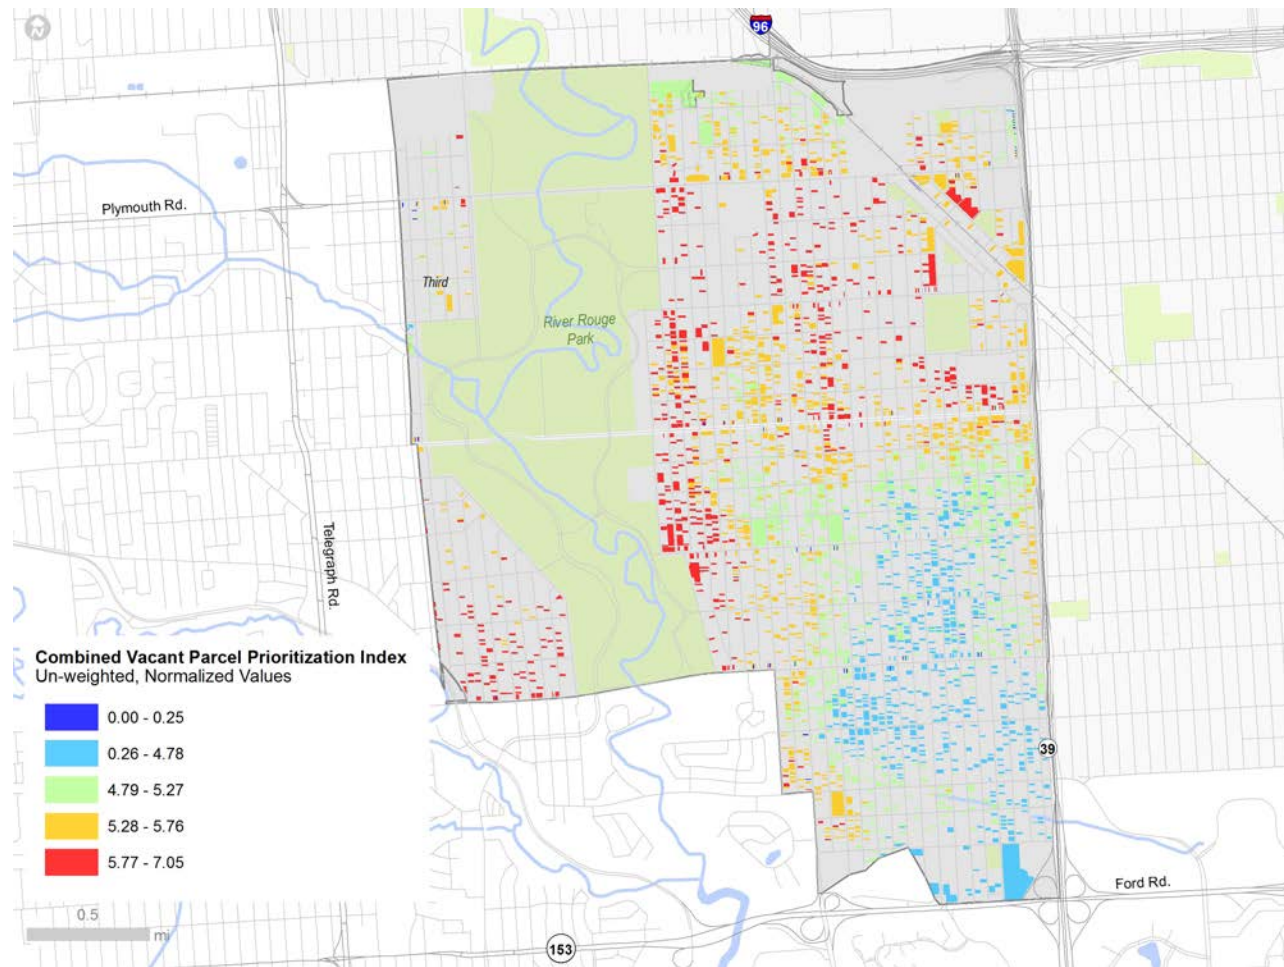 N
96
Plymouth Rd.
Third
River Rouge
Park
Telegraph Rd.
Combined Vacant Parcel Prioritization Index
Un-weighted, Normalized Values
0.00 - 0.25
0.26 - 4.78
4.79 - 5.27
5.28 - 5.76
5.77 - 7.05
39
Ford Rd.
0.5
mi
153